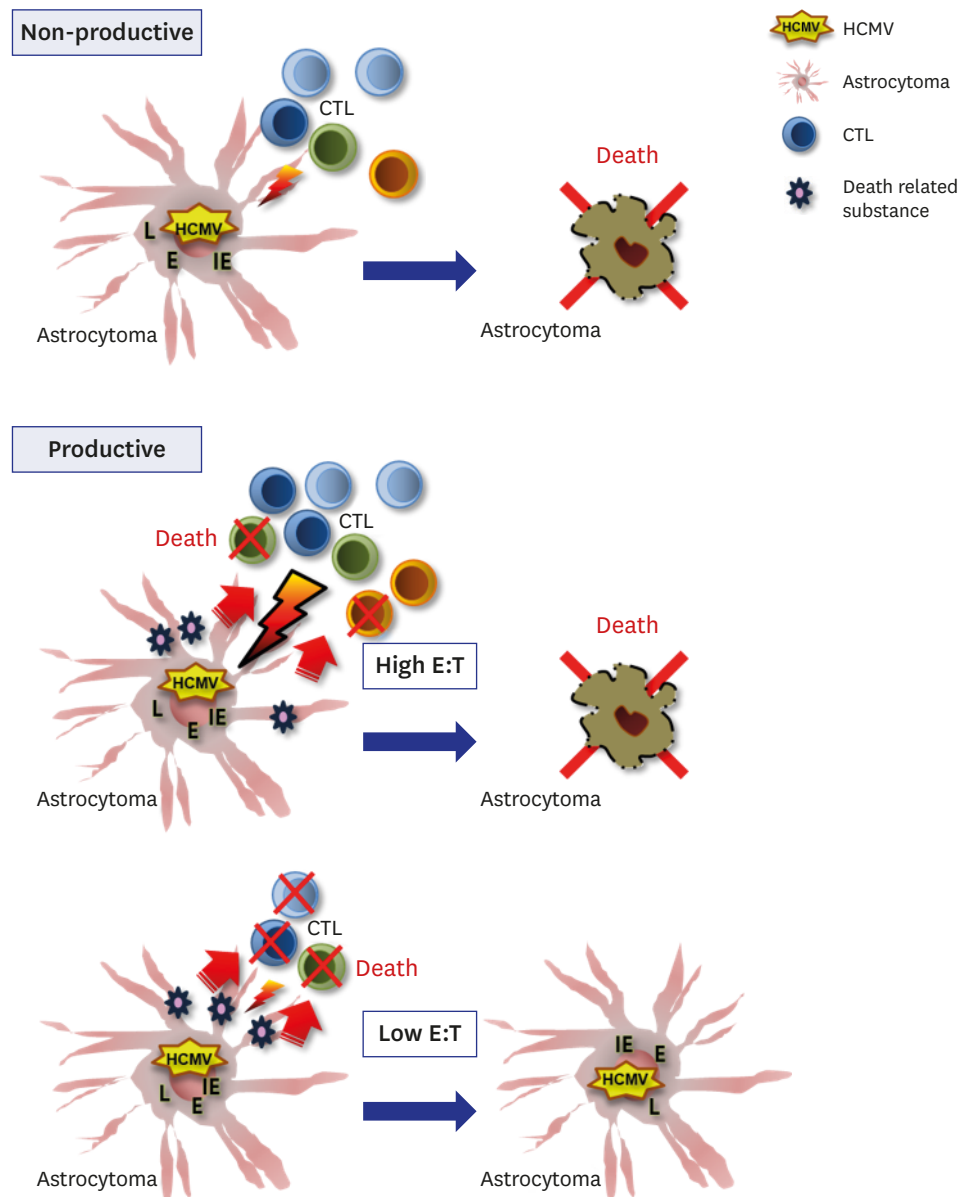 Non-productive
CTL
HCMV
L
E
IE
Astrocytoma
Death
Astrocytoma
HCMV
HCMV
Astrocytoma
CTL
Death related
substance
Productive
Death
CTL
HCMV
L
E
IE
Astrocytoma
High E:T
Death
Astrocytoma
CTL
Death
HCMV
L
E
IE
Astrocytoma
Low E:T
IE
E
HCMV
L
Astrocytoma